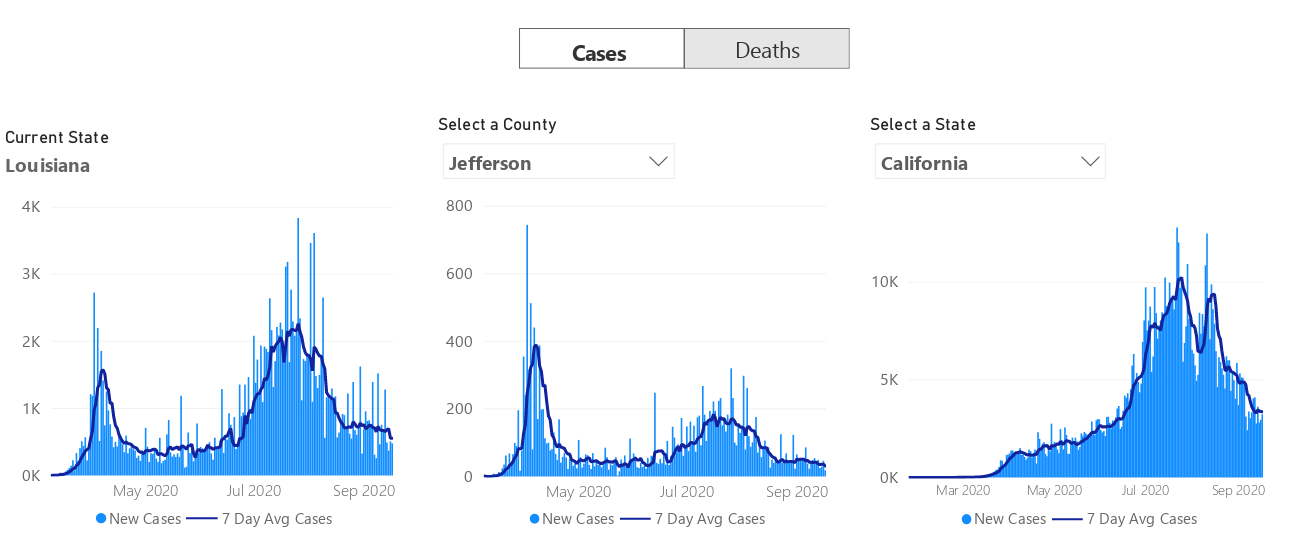 Cases Deaths
Current State
Louisiana
4K
3K
2K
1K
0K
May 2020 Jul 2020 Sep 2020
New Cases 7 Day Avg Cases
Select a County
Jefferson
800
600
400
200
0
May 2020 Jul 2020 Sep 2020
New Cases 7 Day Avg Cases
Select a State
California
10K
5K
0K
Mar 2020 May 2020 Jul 2020 Sep 2020
New Cases 7 Day Avg Cases